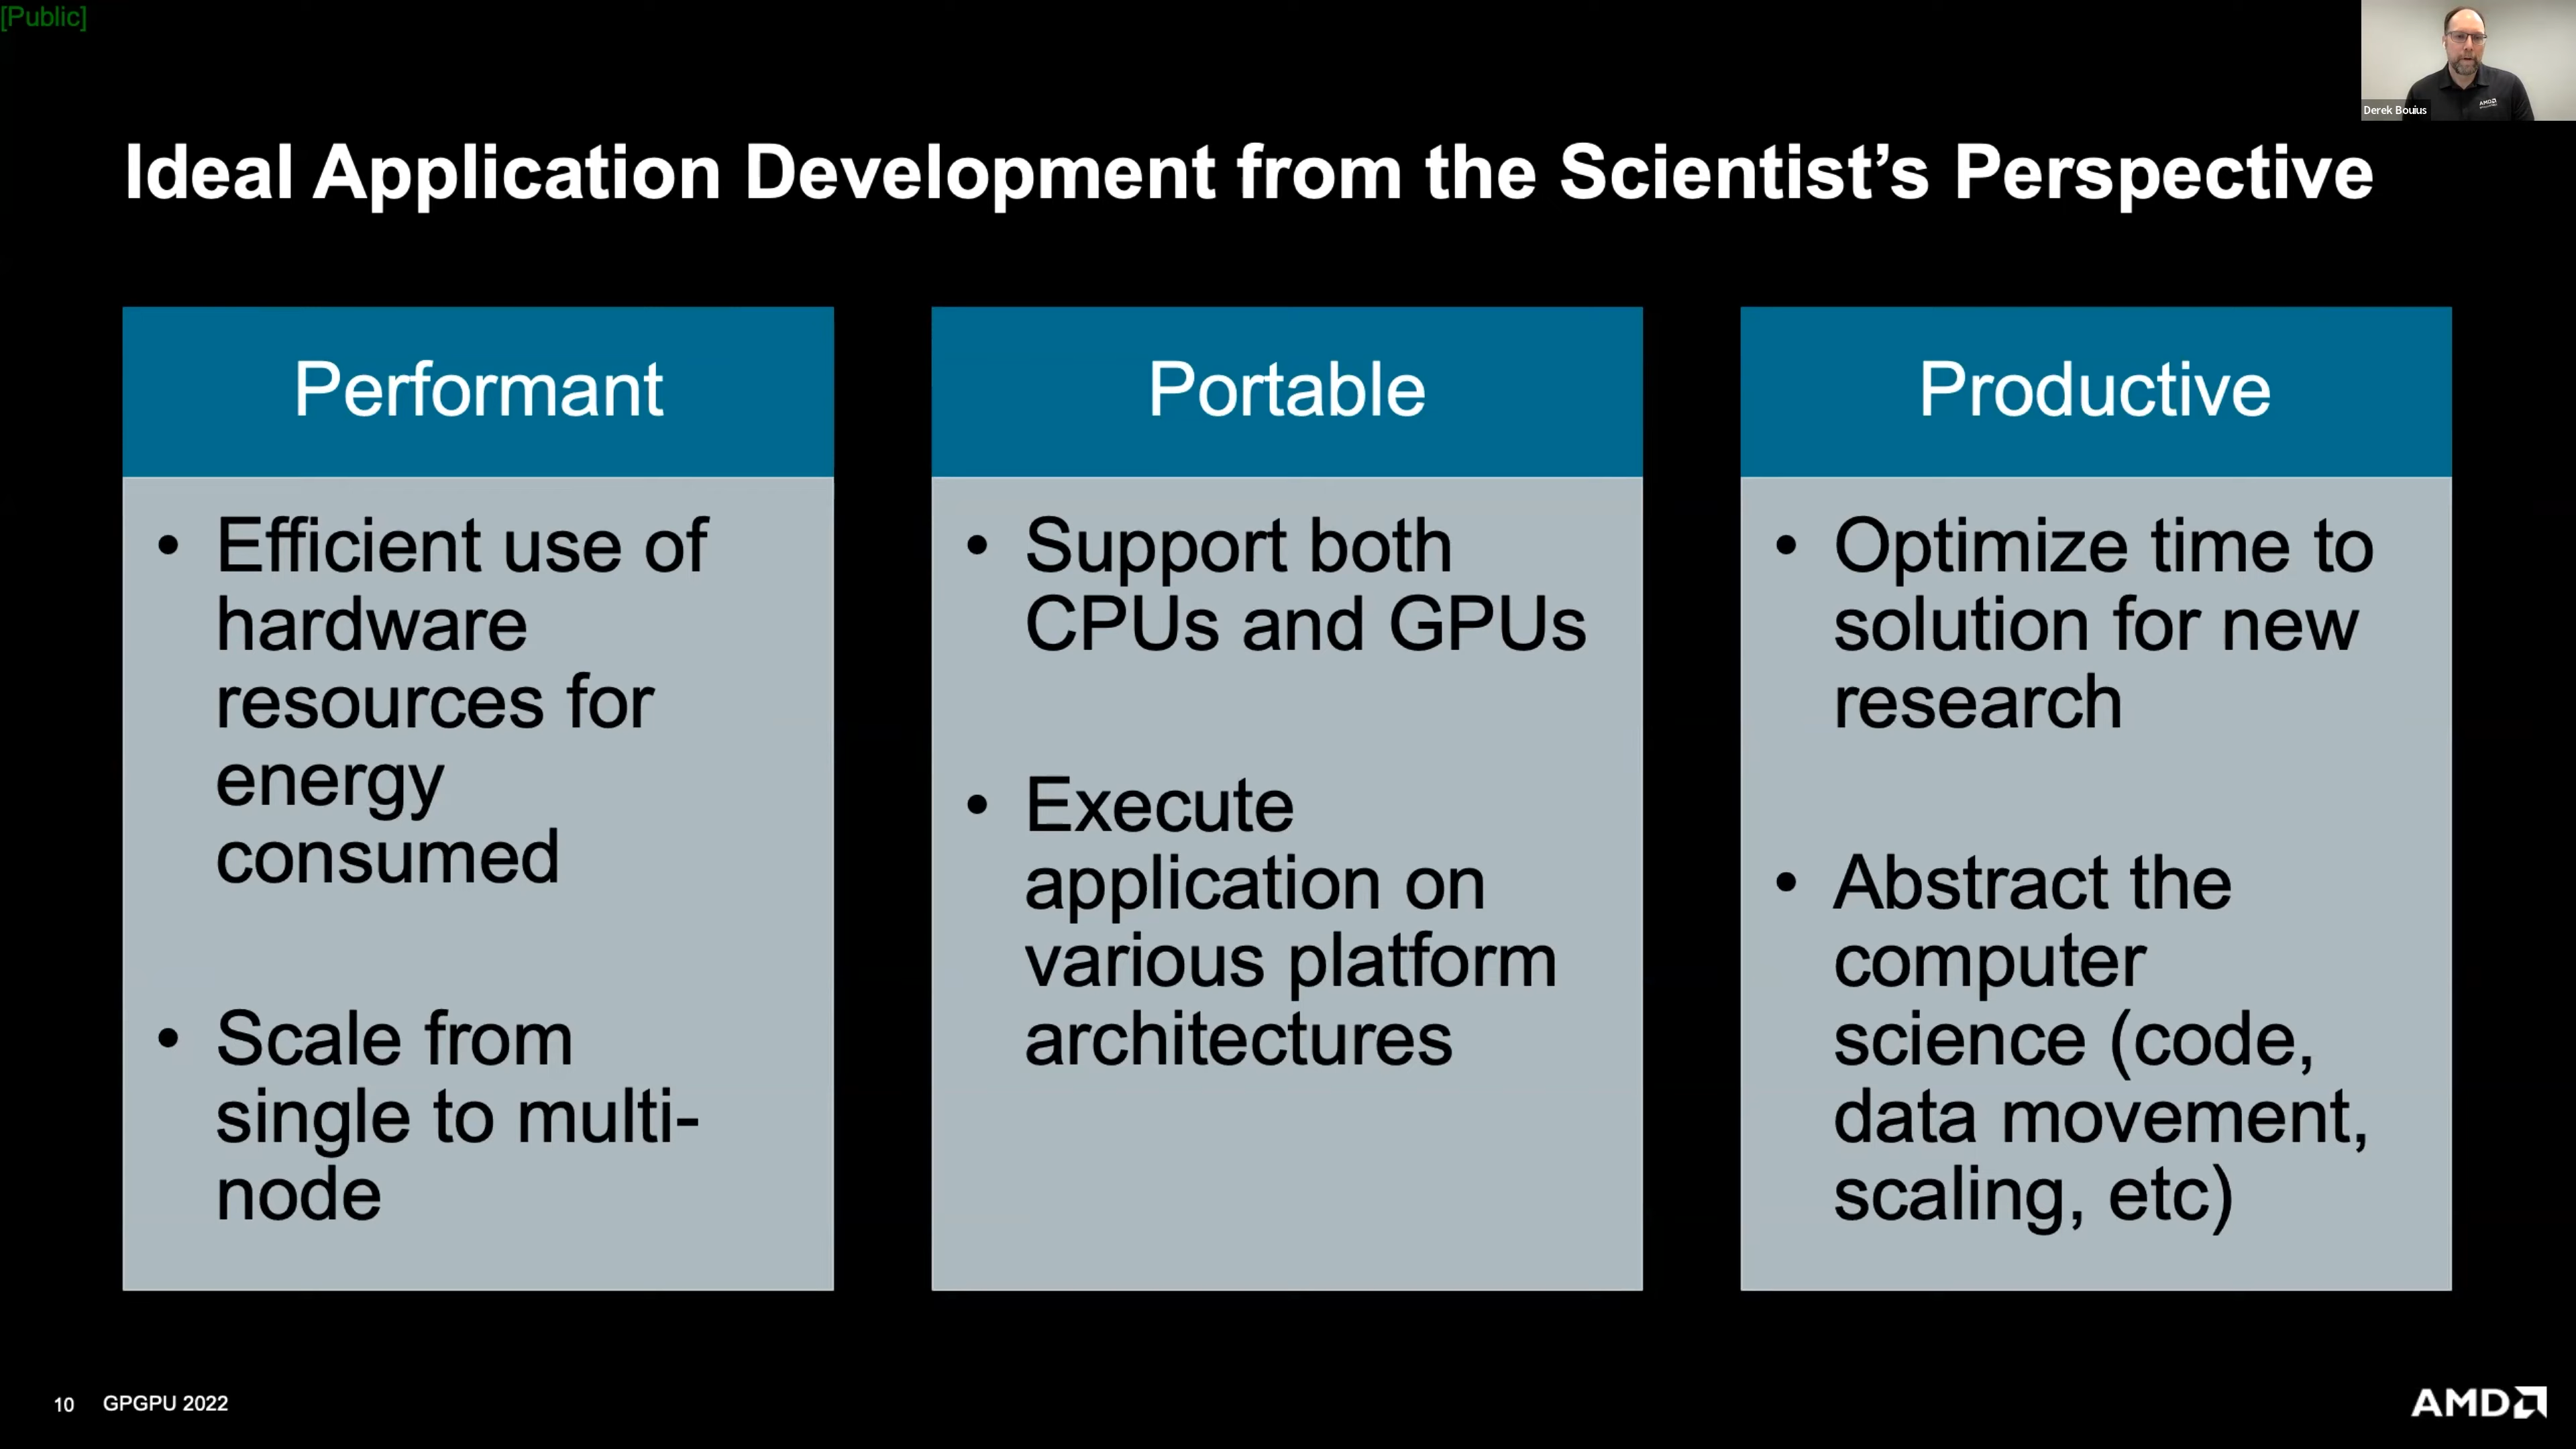 [Public]
Derek Bouius
AMD
Ideal Application Development from the Scientist’s Perspective
Performant
• Efficient use of
hardware
resources for
energy
consumed
• Scale from
single to multi-
node
Portable
• Support both
CPUs and GPUs
• Execute
application on
various platform
architectures
Productive
• Optimize time to
solution for new
research
• Abstract the
computer
science (code,
data movement,
scaling, etc)
10 GPGPU 2022
AMD